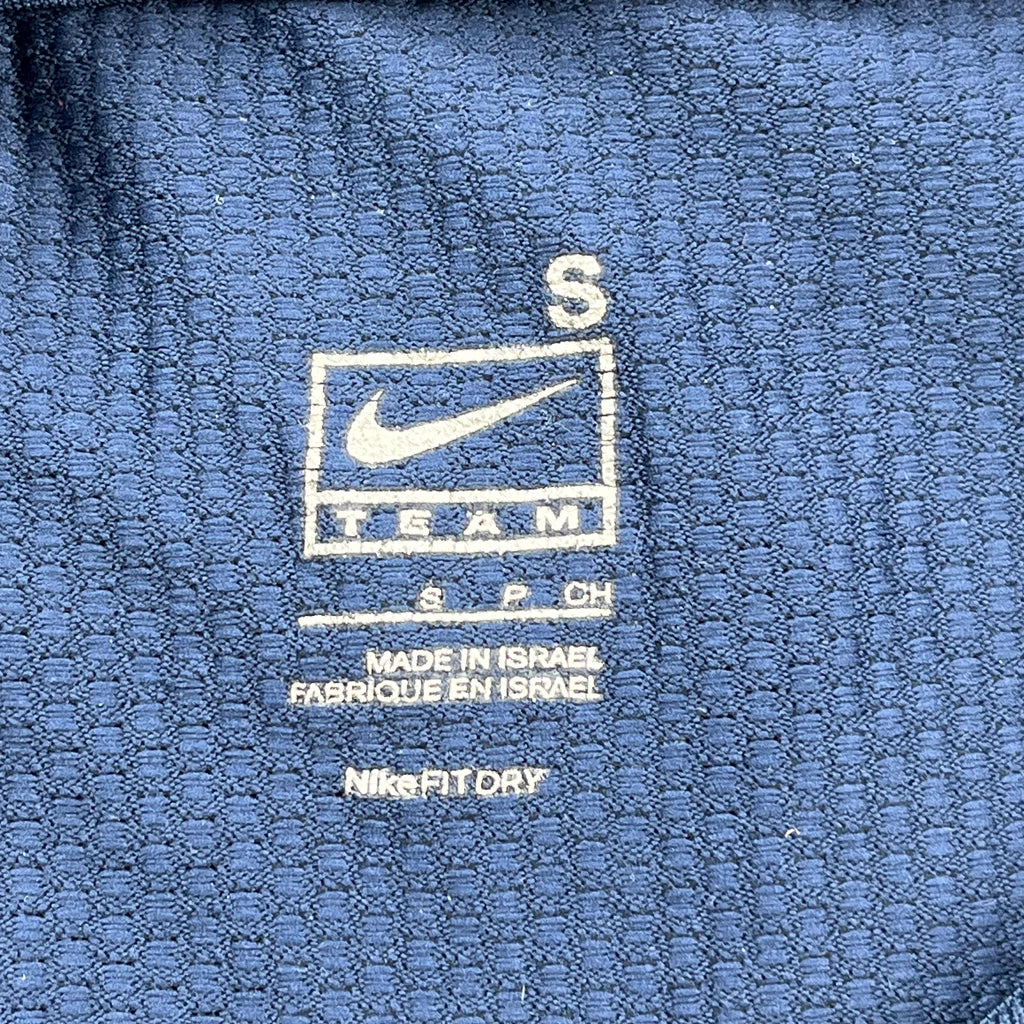 S
TEAM
S P CH
MADE IN ISRAEL
FABRIQUE EN ISRAEL
NikeFIT DRY